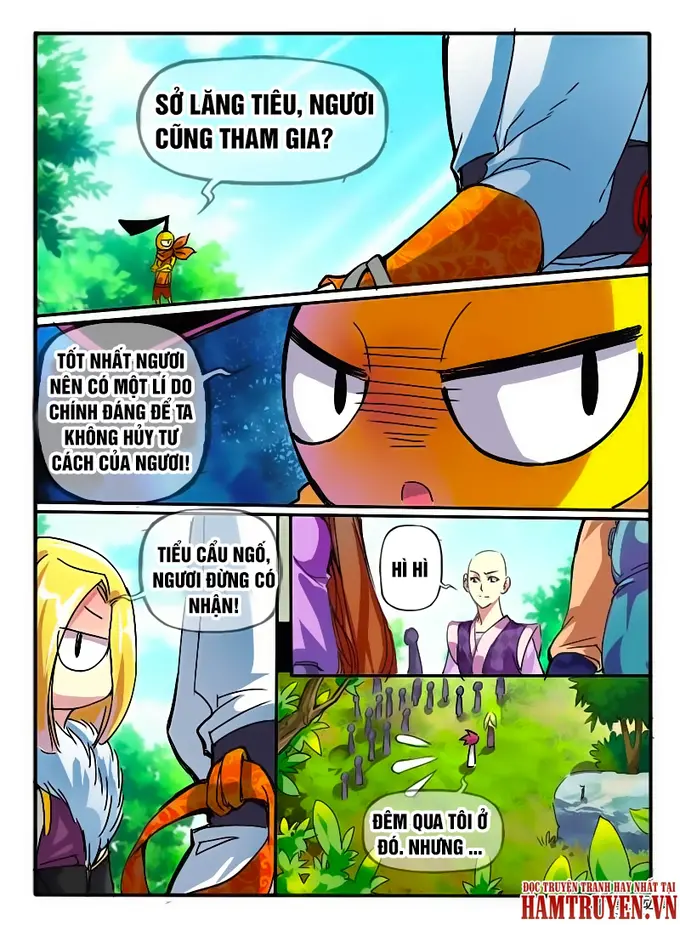 SỞ LĂNG TIÊU, NGƯƠI
CŨNG THAM GIA?
TỐT NHẤT NGƯƠI
NÊN CÓ MỘT LÍ DO
CHÍNH ĐÁNG ĐỂ TA
KHÔNG HỦY TƯ
CÁCH CỦA NGƯƠI!
TIỂU CẨU NGỐ,
NGƯƠI ĐỪNG CÓ
NHẬN!
HÌ HÌ
ĐÊM QUA TÔI Ở
ĐÓ. NHƯNG ...
ĐỌC TRUYỆN TRANH HAY NHẤT TẠI
HAMTRUYEN.VN